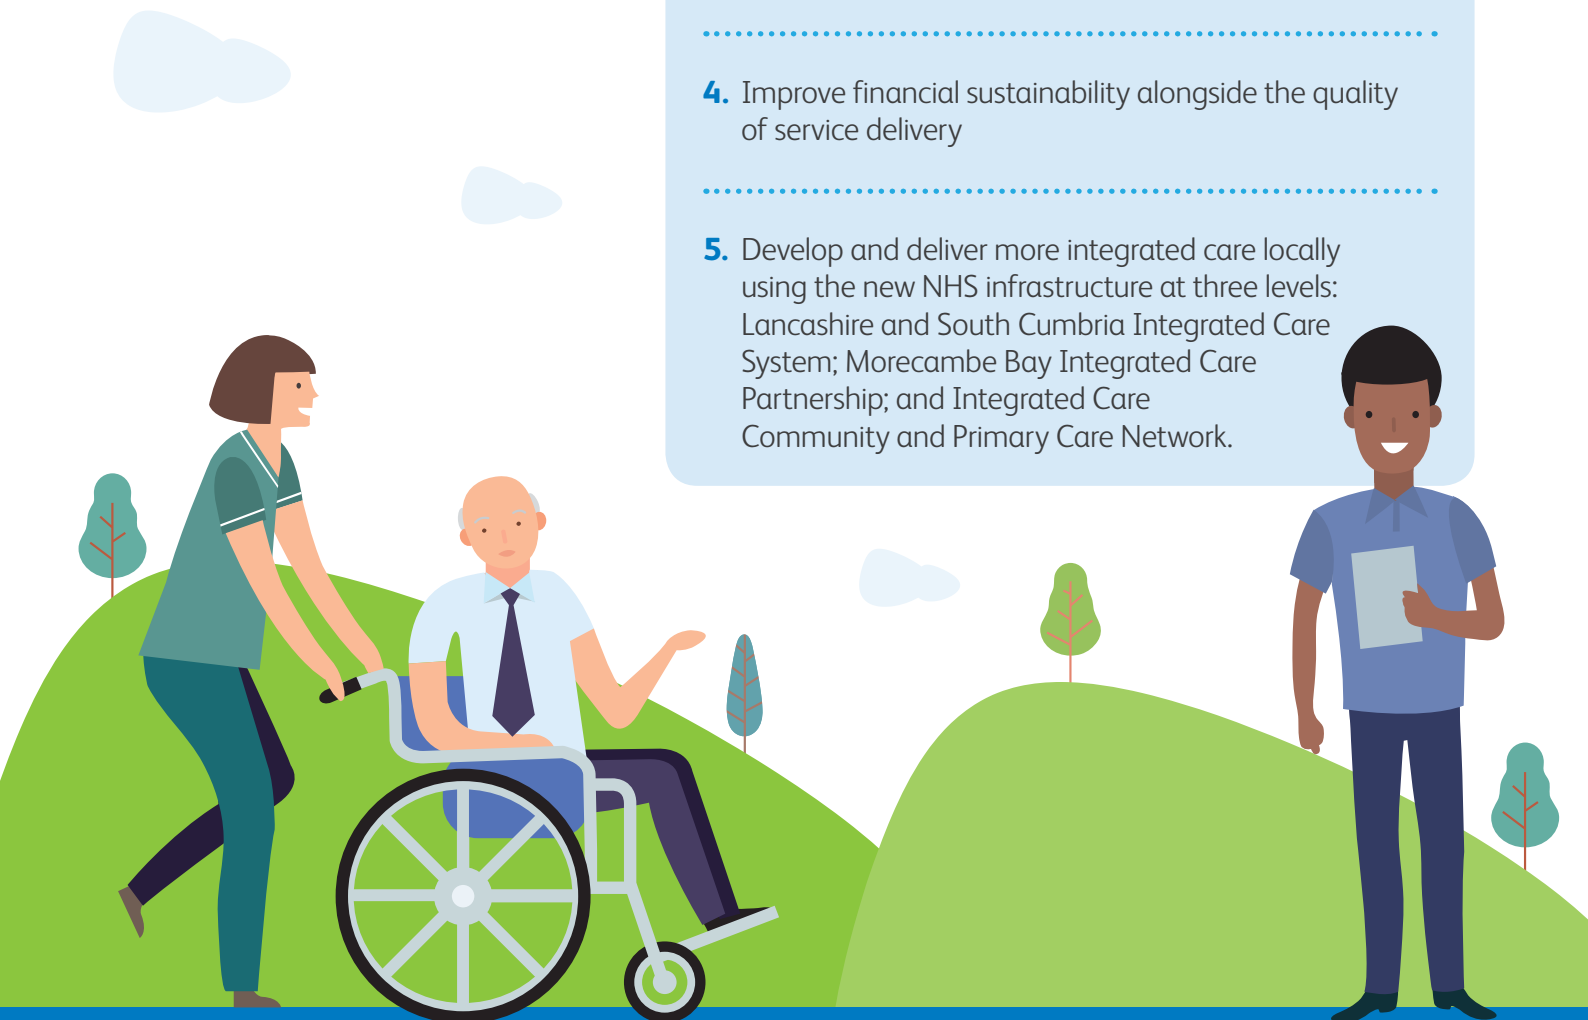 4. Improve financial sustainability alongside the quality
of service delivery
5. Develop and deliver more integrated care locally
using the new NHS infrastructure at three levels:
Lancashire and South Cumbria Integrated Care
System; Morecambe Bay Integrated Care
Partnership; and Integrated Care
Community and Primary Care Network.